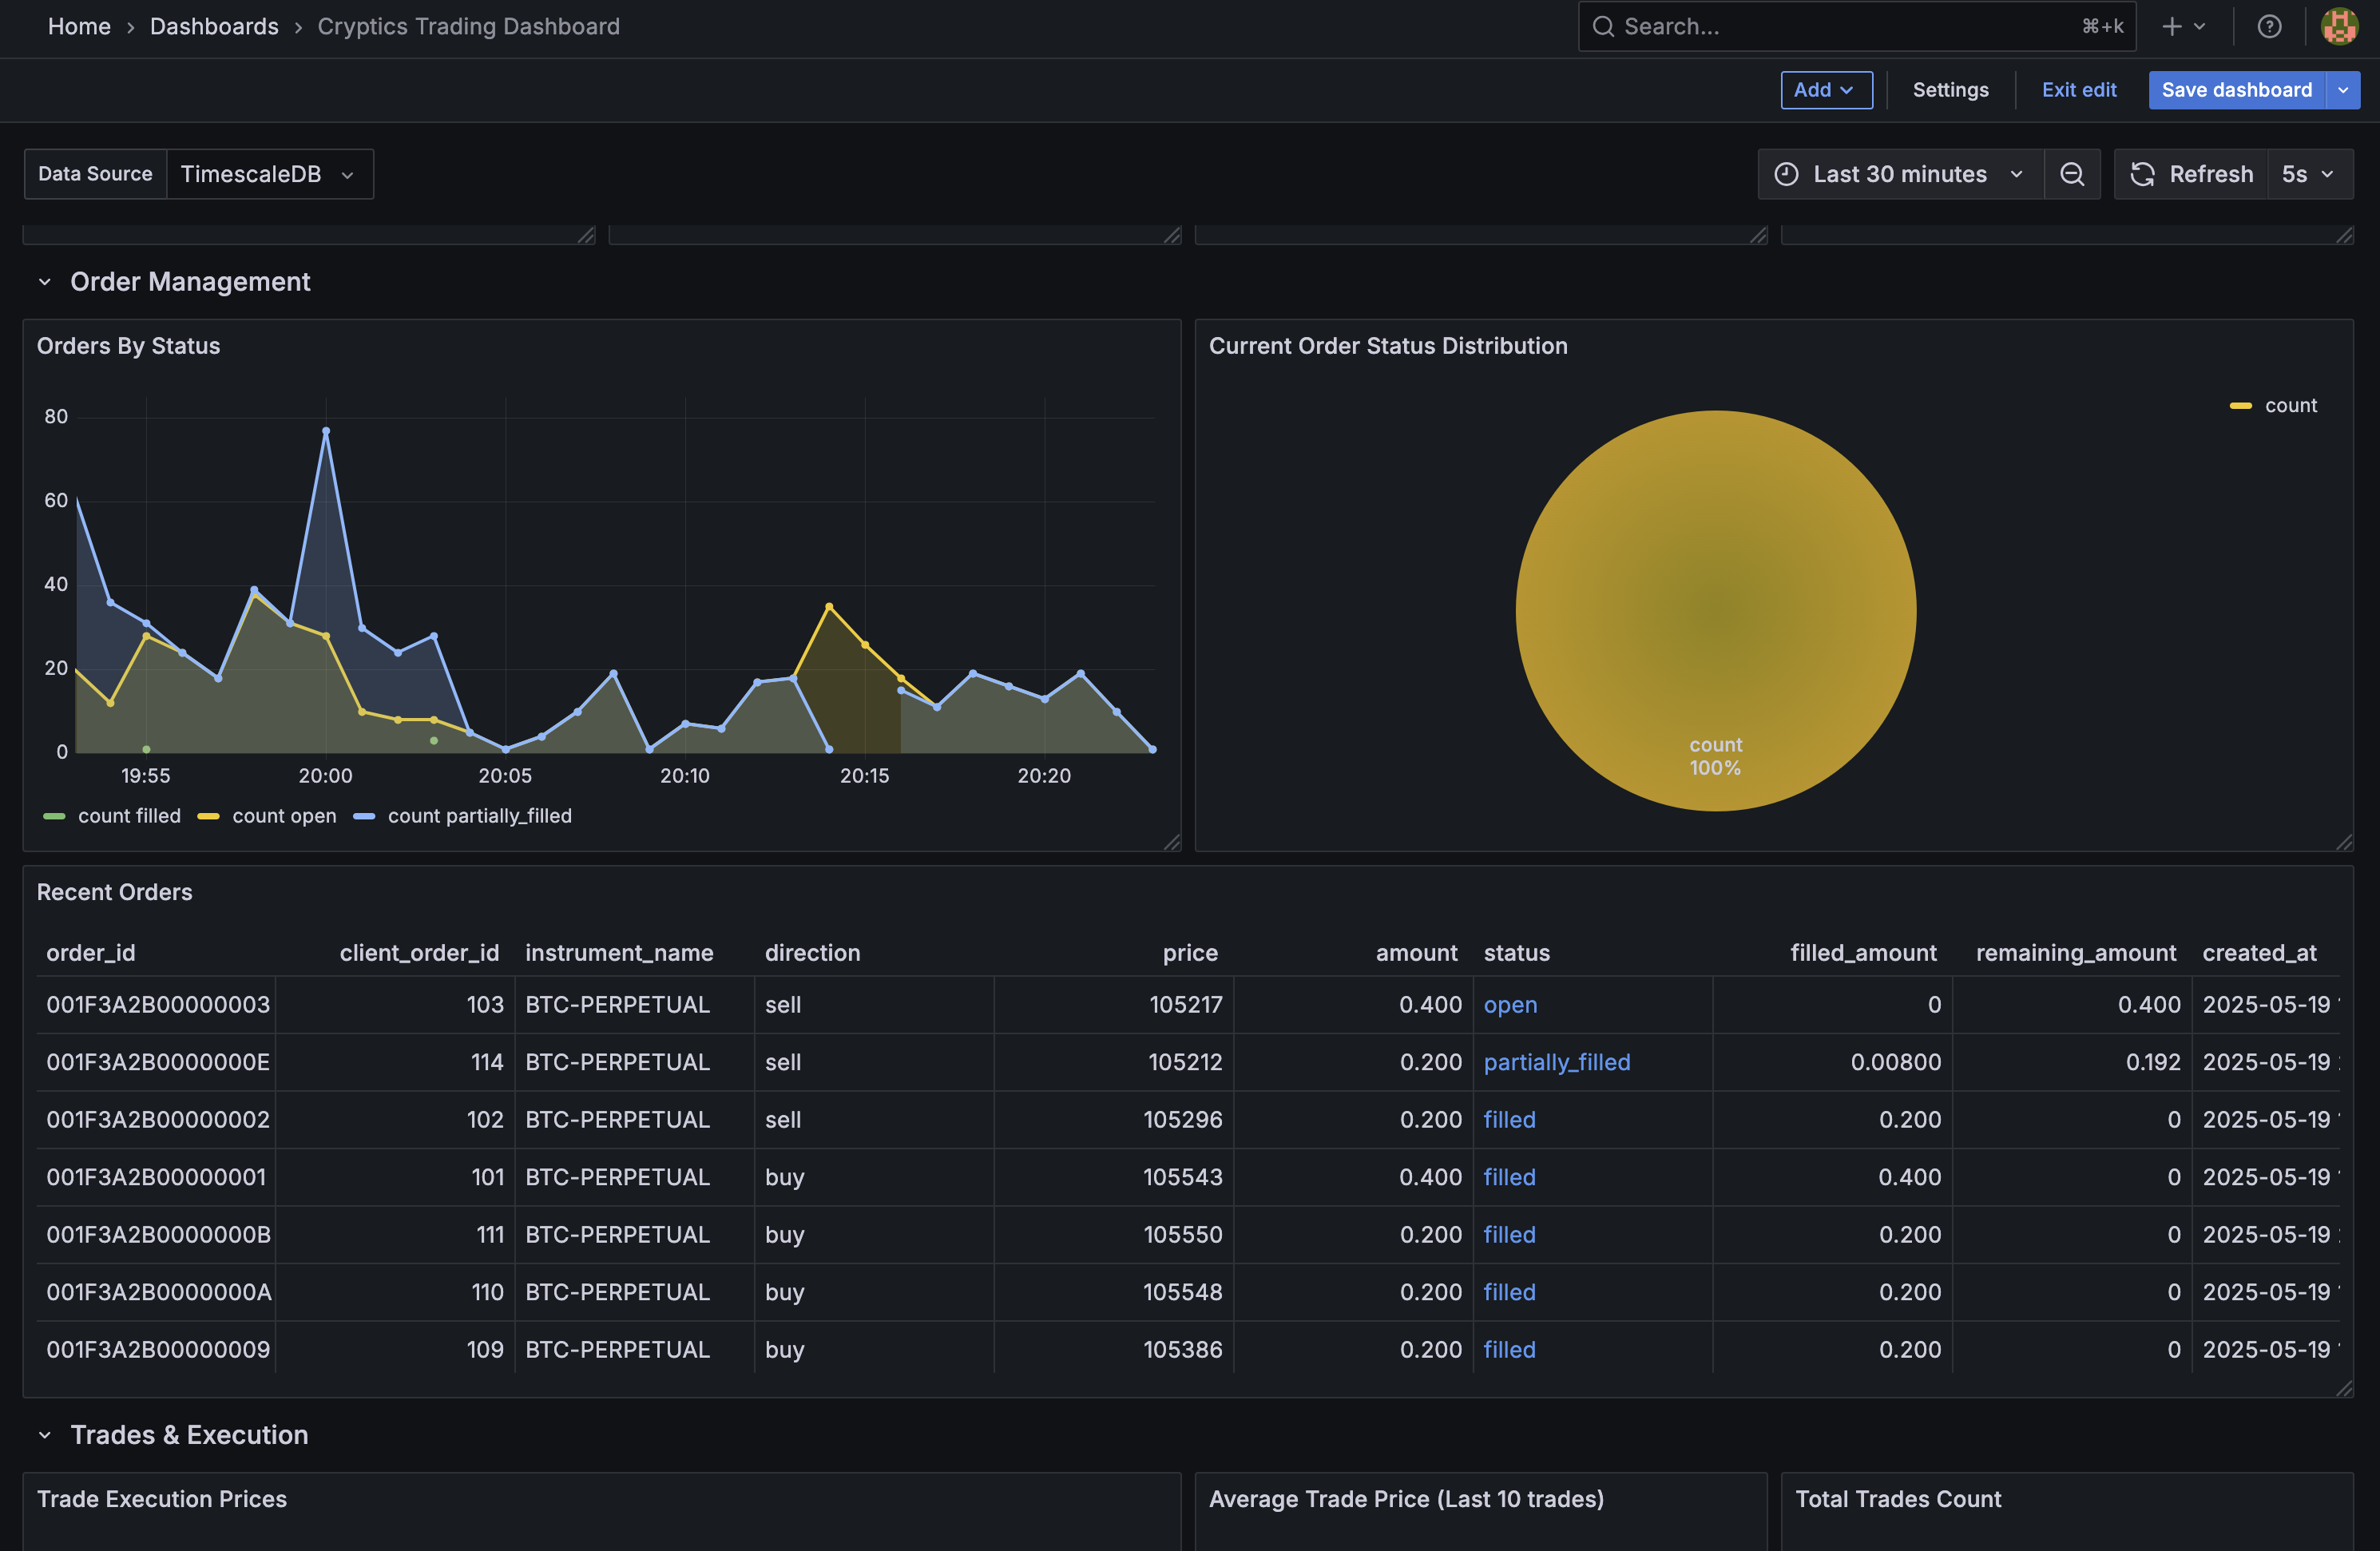 Home › Dashboards › Cryptics Trading Dashboard
Search... ⌘+k
Add Settings Exit edit Save dashboard
Data Source TimescaleDB Last 30 minutes Refresh 5s
Order Management
Orders By Status
80
60
40
20
0
19:55 20:00 20:05 20:10 20:15 20:20
count filled count open count partially_filled
Current Order Status Distribution
count
count
100%
Recent Orders
order_id client_order_id instrument_name direction price amount status filled_amount remaining_amount created_at
001F3A2B00000003 103 BTC-PERPETUAL sell 105217 0.400 open 0 0.400 2025-05-19
001F3A2B0000000E 114 BTC-PERPETUAL sell 105212 0.200 partially_filled 0.00800 0.192 2025-05-19
001F3A2B00000002 102 BTC-PERPETUAL sell 105296 0.200 filled 0.200 0 2025-05-19
001F3A2B00000001 101 BTC-PERPETUAL buy 105543 0.400 filled 0.400 0 2025-05-19
001F3A2B0000000B 111 BTC-PERPETUAL buy 105550 0.200 filled 0.200 0 2025-05-19
001F3A2B0000000A 110 BTC-PERPETUAL buy 105548 0.200 filled 0.200 0 2025-05-19
001F3A2B00000009 109 BTC-PERPETUAL buy 105386 0.200 filled 0.200 0 2025-05-19
Trades & Execution
Trade Execution Prices
Average Trade Price (Last 10 trades)
Total Trades Count